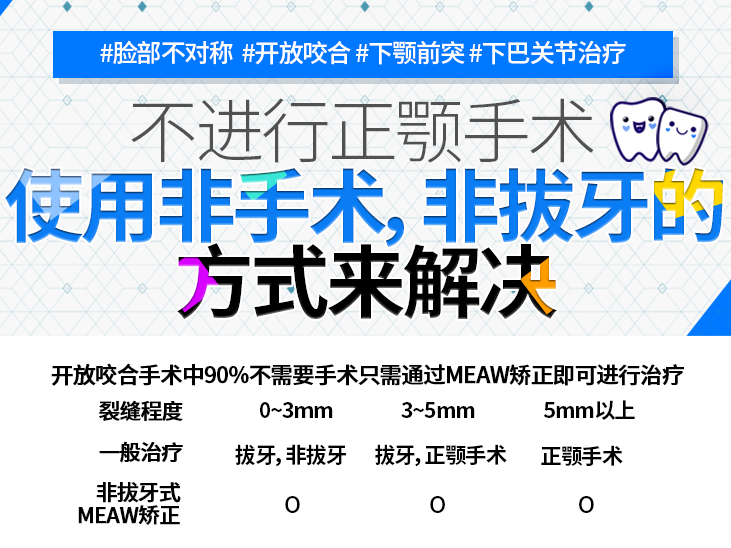 #脸部不对称 #开放咬合 #下颚前突 #下巴关节治疗
不进行正颚手术
使用非手术, 非拔牙的
方式来解决
开放咬合手术中90%不需要手术只需通过MEAW矫正即可进行治疗
裂缝程度 0~3mm 3~5mm 5mm以上
一般治疗 拔牙, 非拔牙 拔牙, 正颚手术 正颚手术
非拔牙式
MEAW矫正 O O O